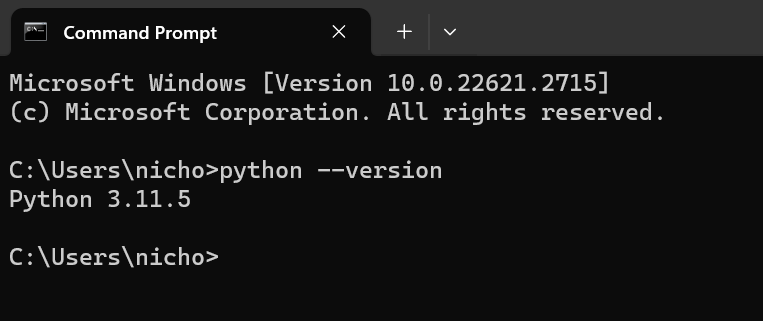 Command Prompt
Microsoft Windows [Version 10.0.22621.2715]
(c) Microsoft Corporation. All rights reserved.
C:\Users\nicho>python --version
Python 3.11.5
C:\Users\nicho>